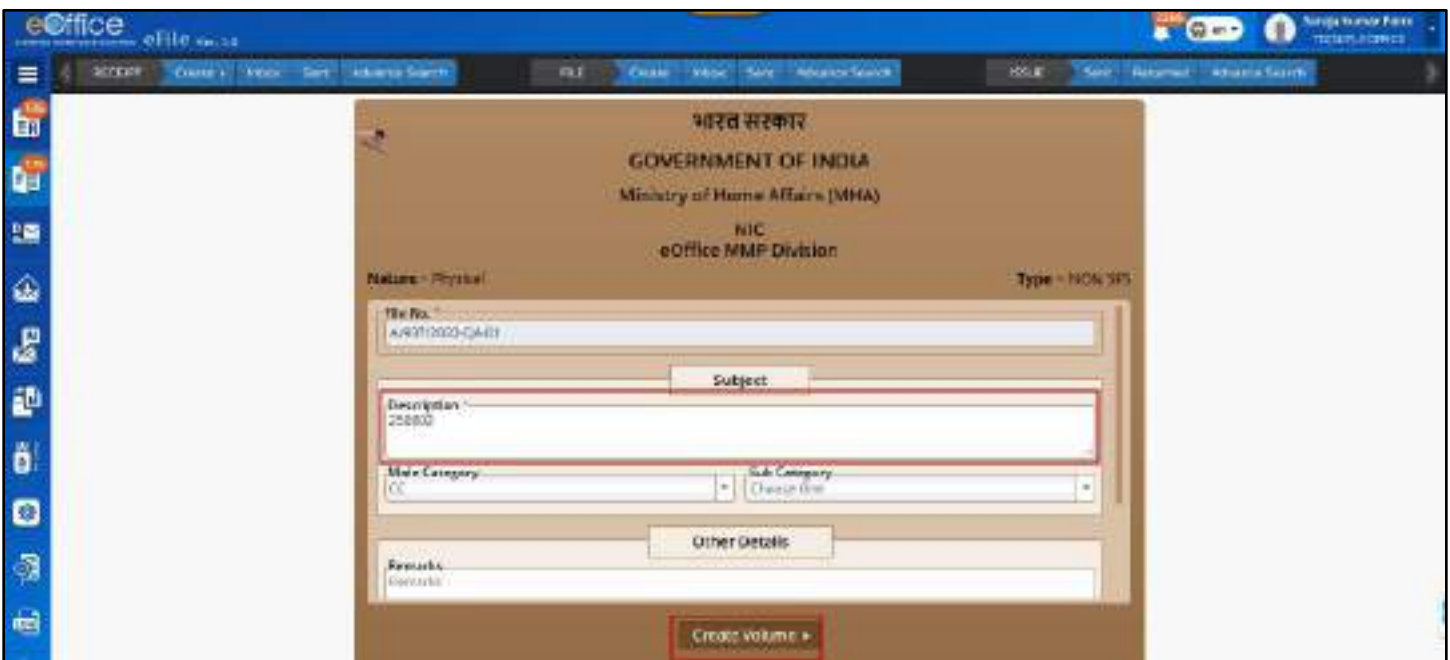 eOffice
eFile
RECEIPT Create Inbox Sent Advance Search FILE Create Inbox Sent Advance Search ISSUE Sent Returned Advance Search
en
भारत सरकार
GOVERNMENT OF INDIA
Ministry of Home Affairs (MHA)
NIC
eOffice MMP Division
Nature - Physical Type - NON SFS
File No. *
Subject
Description *
Main Category Sub Category
CC Choose One
Other Details
Remarks
Remarks
Create Volume